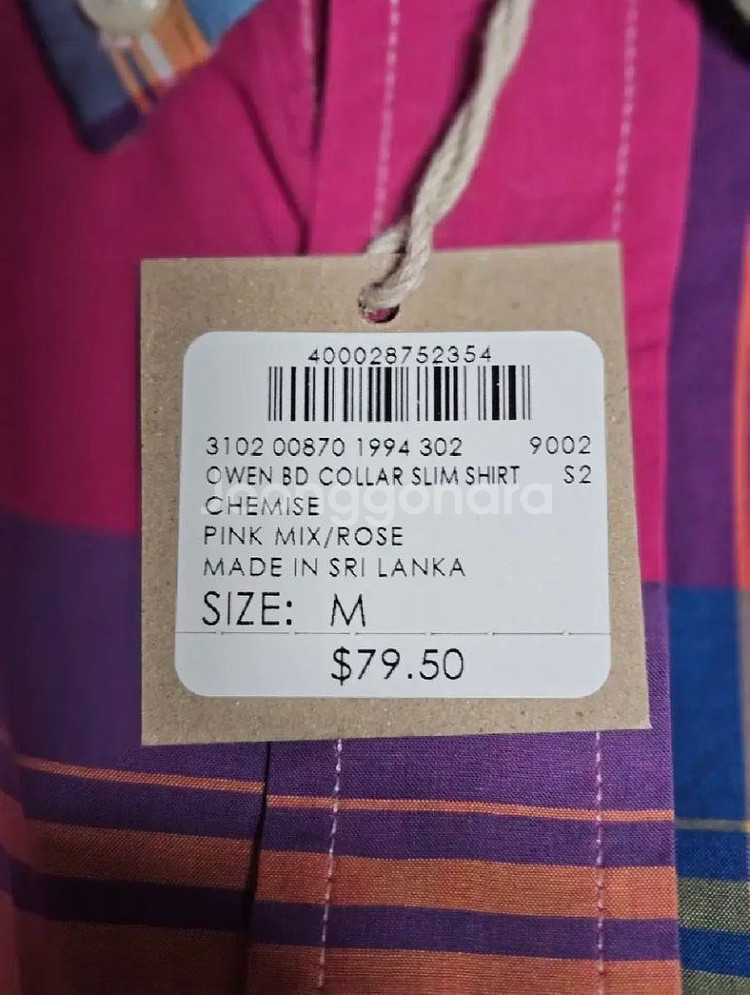 400028752354
3102 00870 1994 302 9002
OWEN BD COLLAR SLIM SHIRT S2
Joonggonara
CHEMISE
PINK MIX/ROSE
MADE IN SRI LANKA
SIZE: M
$79.50